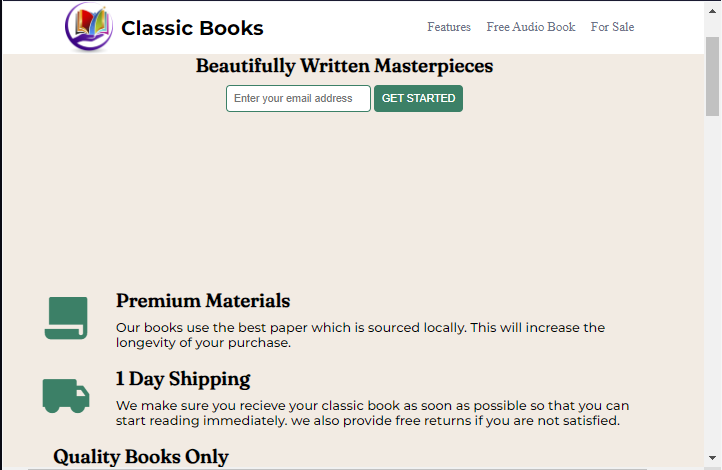 Classic Books
Features Free Audio Book For Sale
Beautifully Written Masterpieces
Enter your email address GET STARTED
Premium Materials
Our books use the best paper which is sourced locally. This will increase the
longevity of your purchase.
1 Day Shipping
We make sure you recieve your classic book as soon as possible so that you can
start reading immediately. we also provide free returns if you are not satisfied.
Quality Books Only